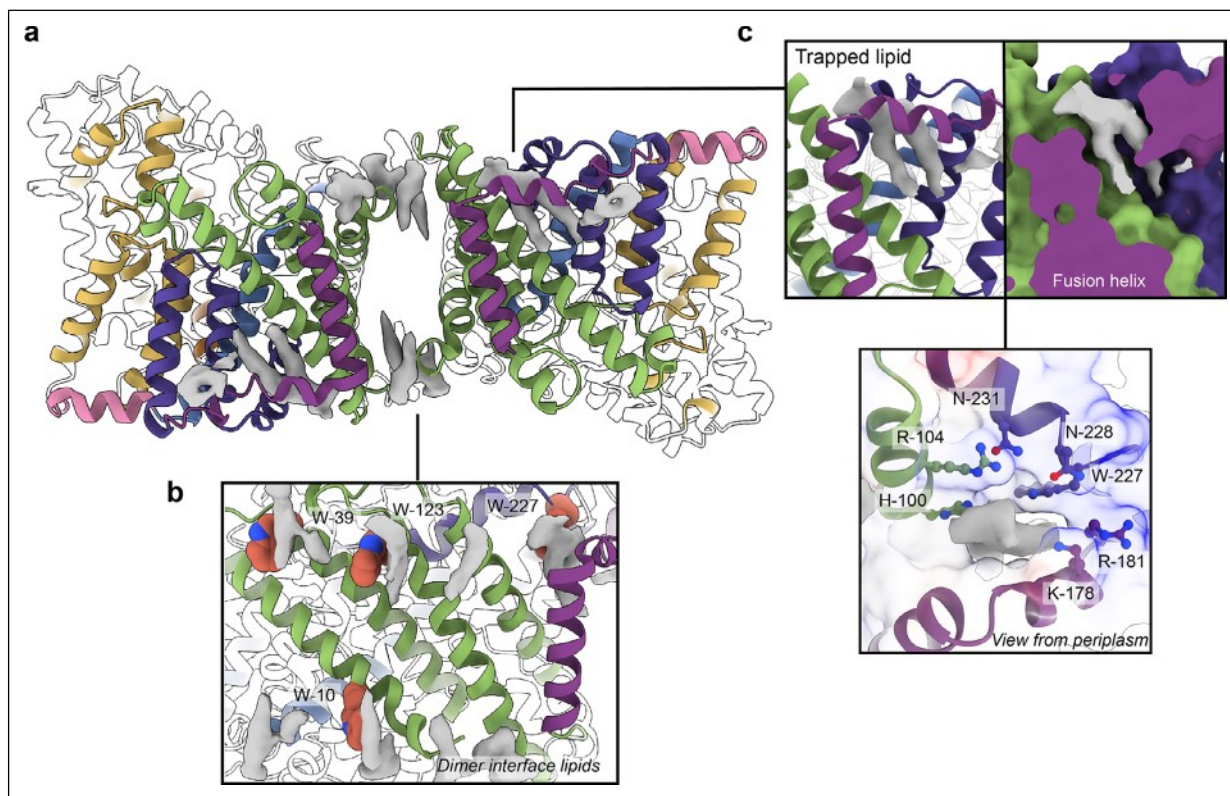 a
c
Trapped lipid
Fusion helix
N-231
R-104
N-228
W-227
H-100
R-181
K-178
View from periplasm
b
W-39
W-123
W-227
W-10
Dimer interface lipids